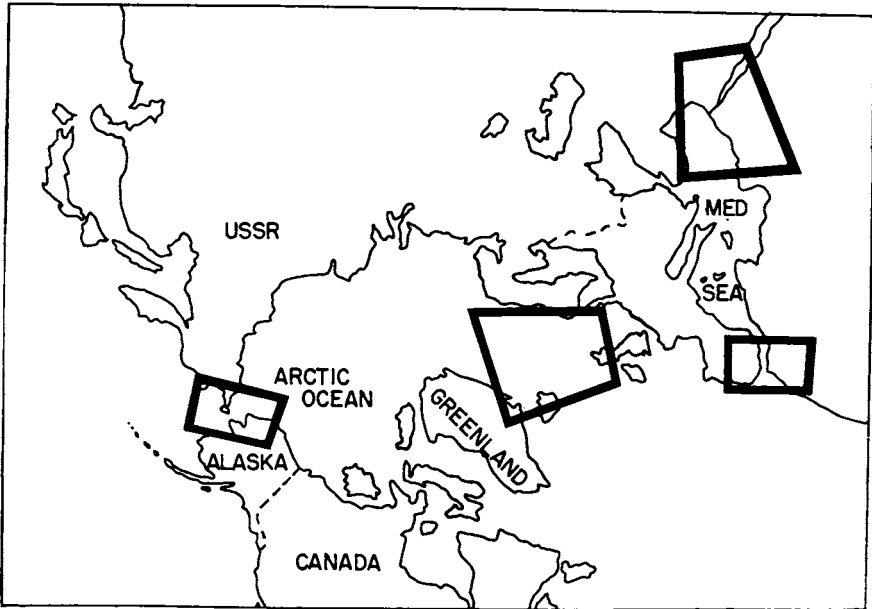 USSR
MED
SEA
ARCTIC
OCEAN
GREENLAND
ALASKA
CANADA